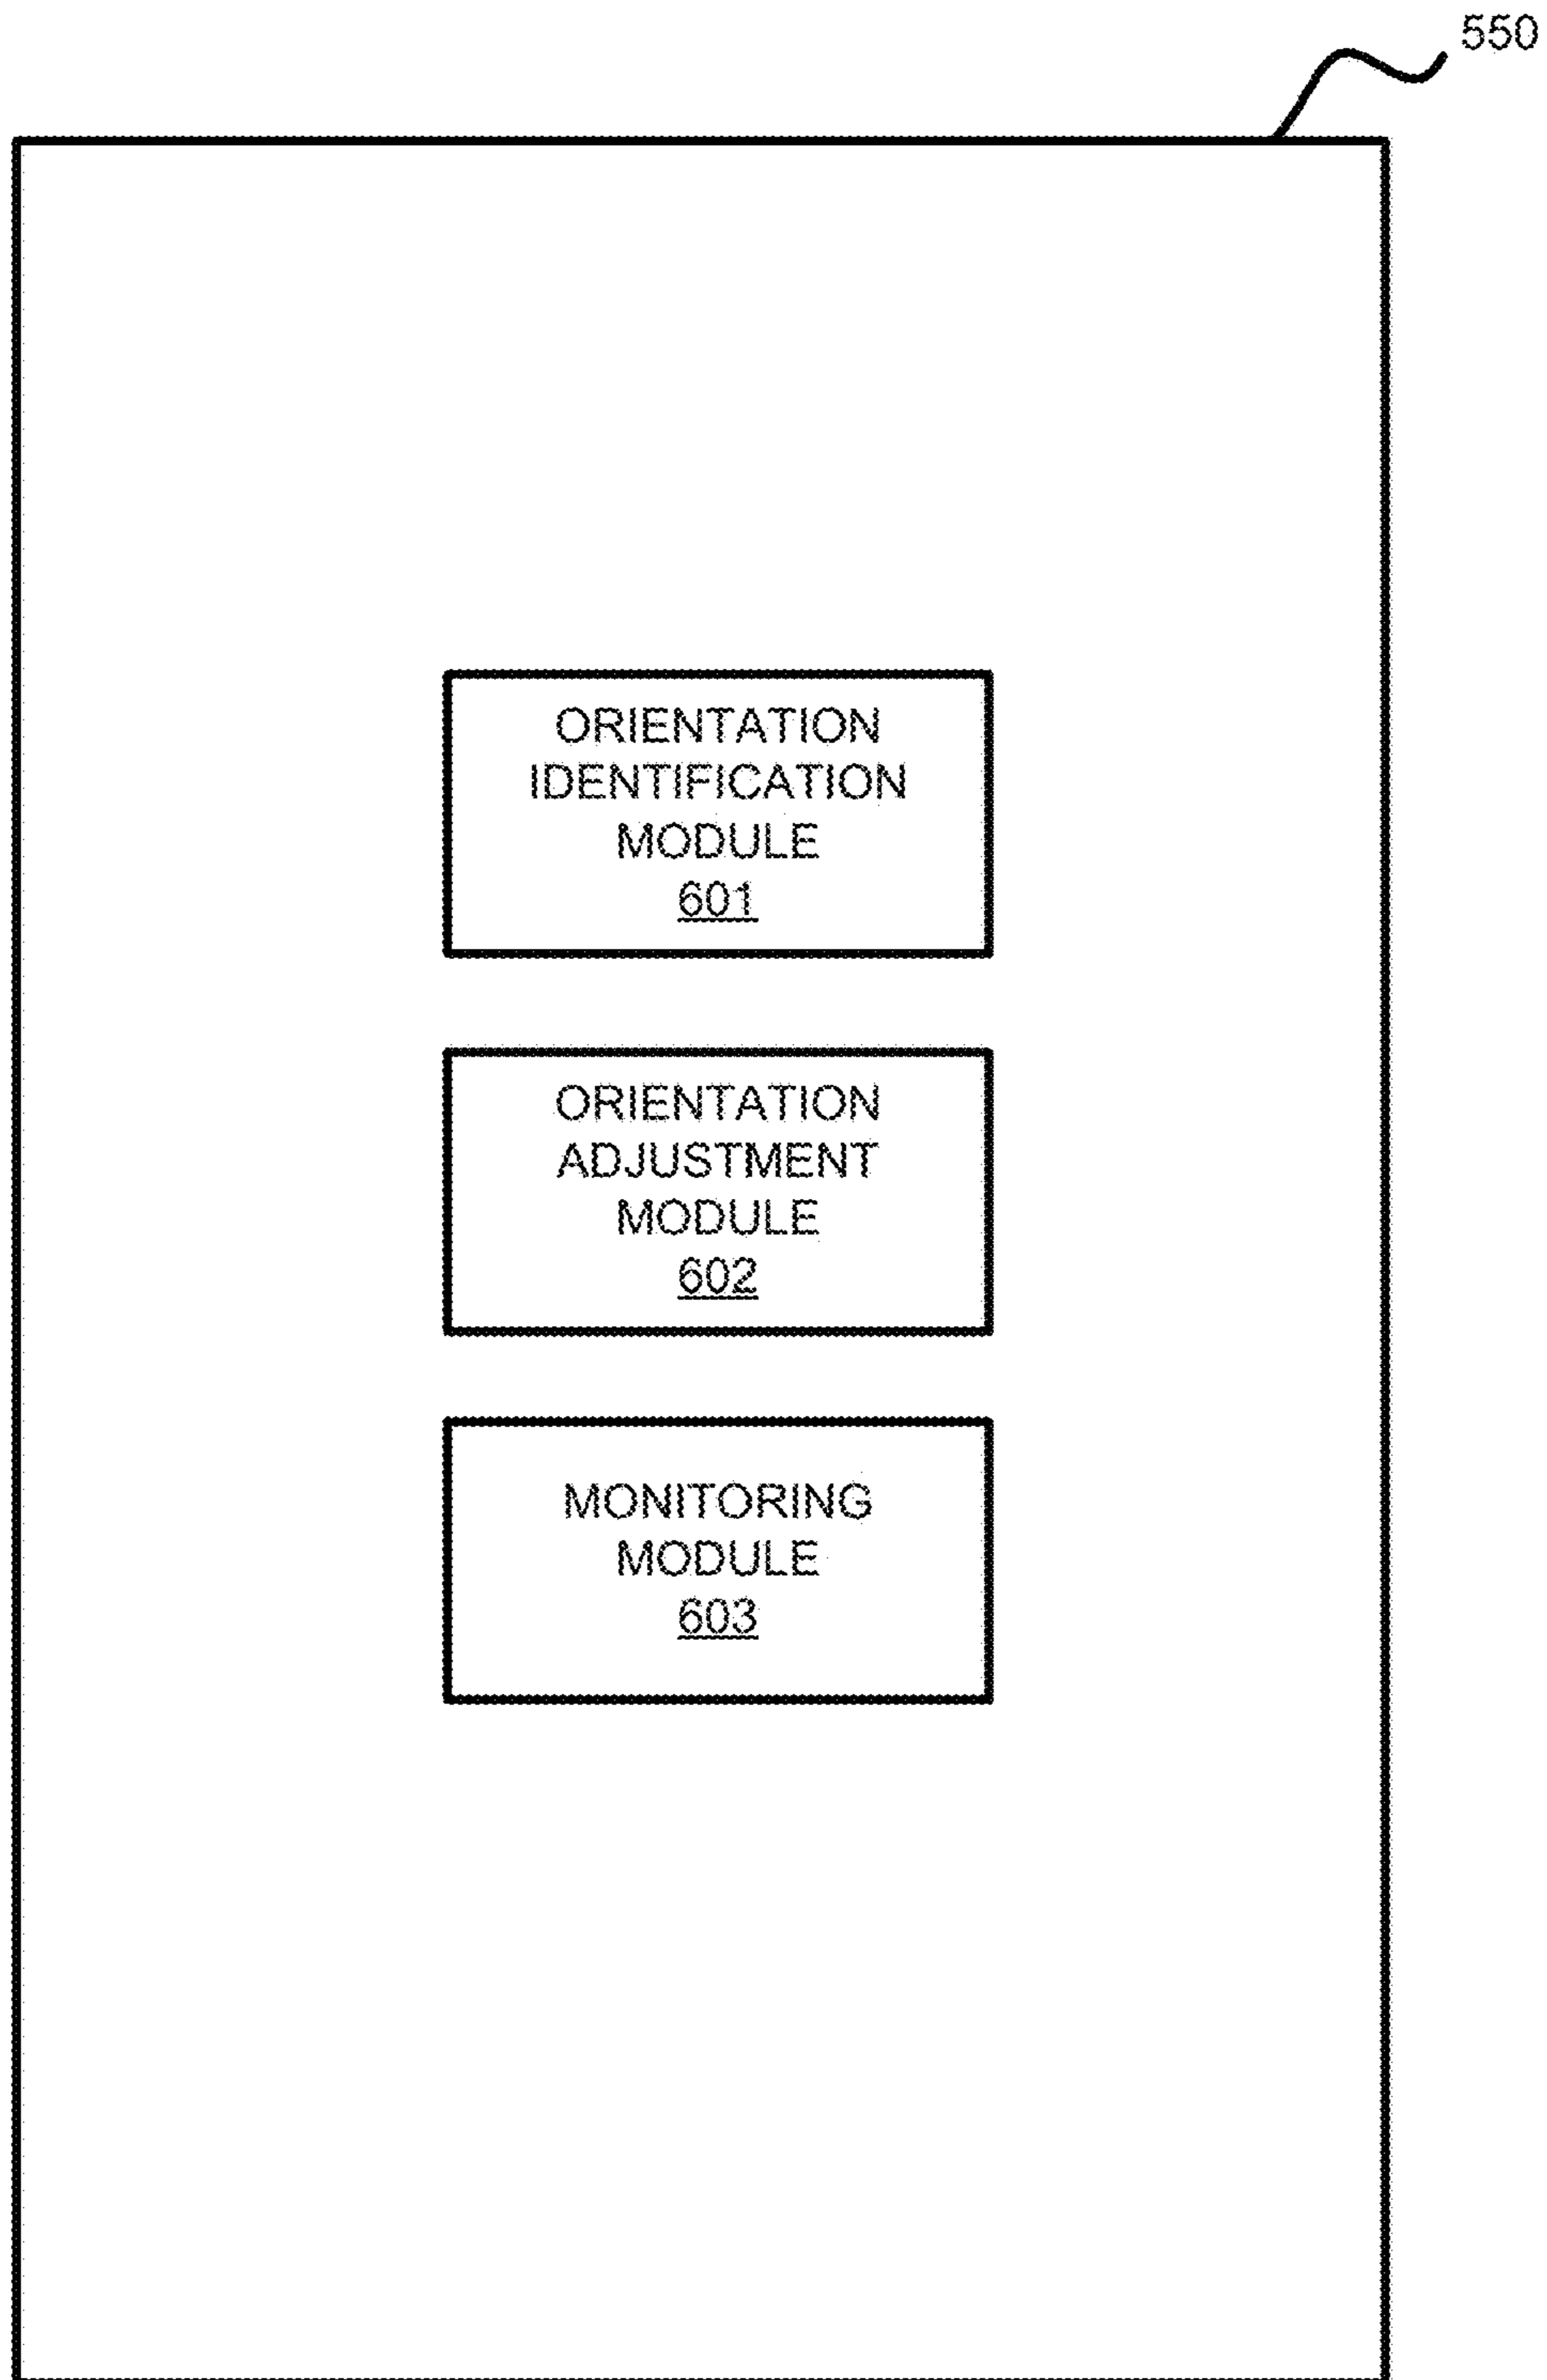 550
ORIENTATION
IDENTIFICATION
MODULE
601
ORIENTATION
ADJUSTMENT
MODULE
602
MONITORING
MODULE
603